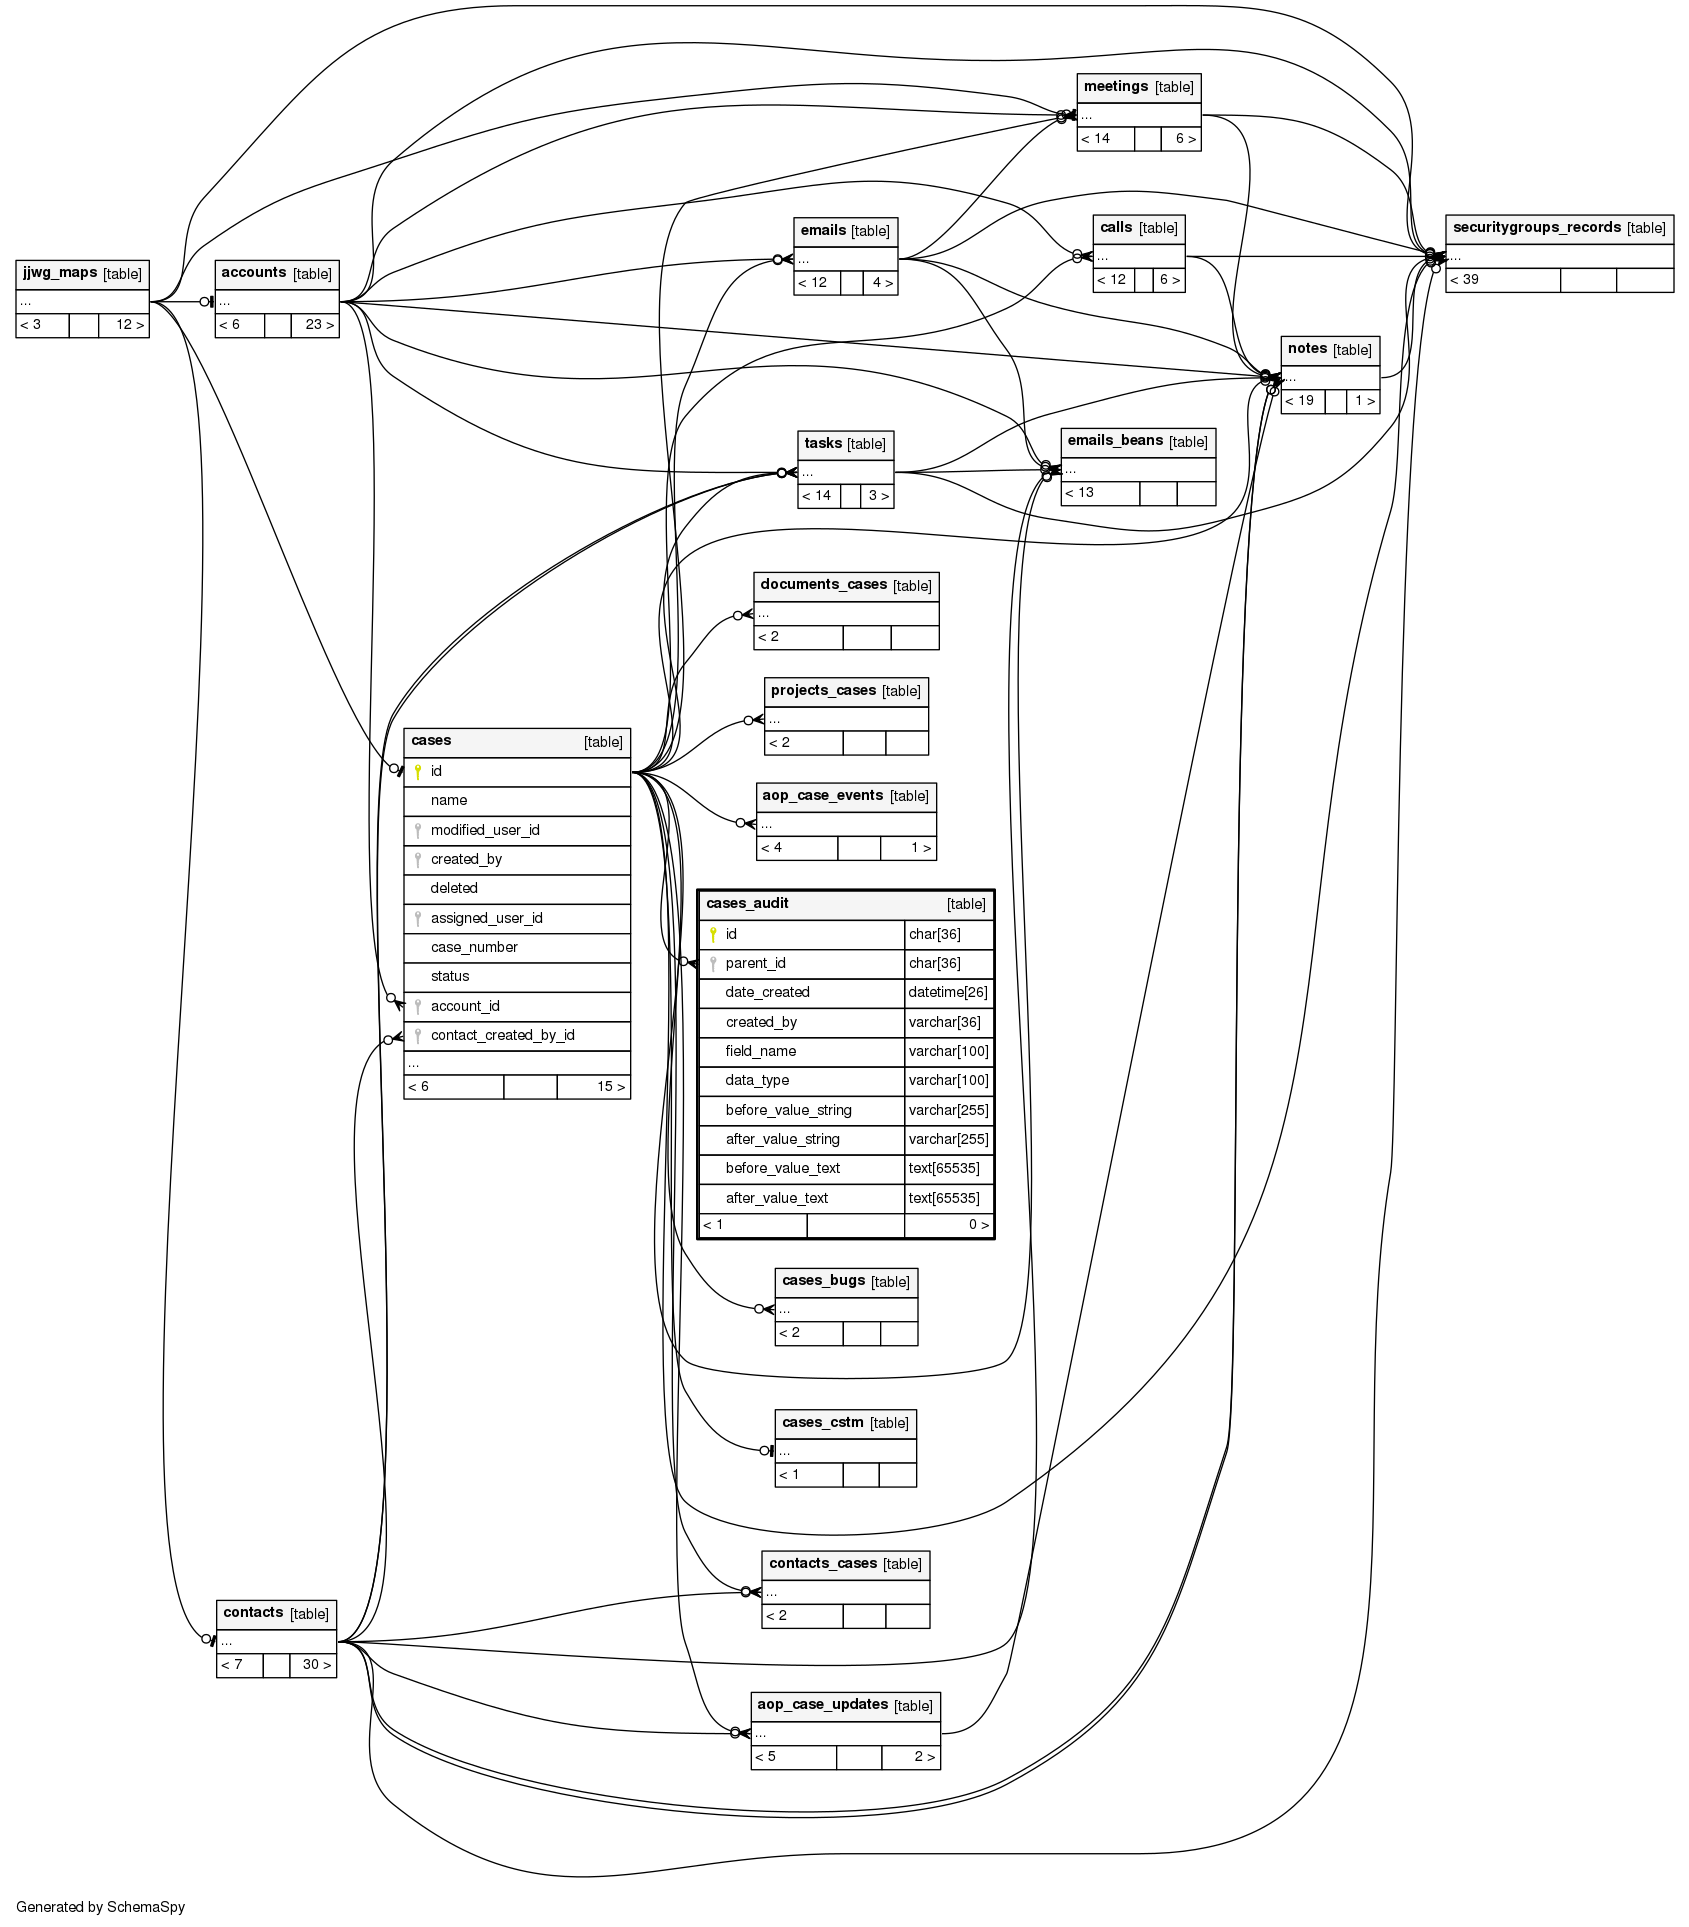 meetings [table]
...
< 14 6 >
emails [table]
...
< 12 4 >
calls [table]
...
< 12 6 >
securitygroups_records [table]
...
< 39
jjwg_maps [table]
...
< 3 12 >
accounts [table]
...
< 6 23 >
notes [table]
...
< 19 1 >
tasks [table]
...
< 14 3 >
emails_beans [table]
...
< 13
documents_cases [table]
...
< 2
projects_cases [table]
...
< 2
cases [table]
id
name
modified_user_id
created_by
deleted
assigned_user_id
case_number
status
account_id
contact_created_by_id
...
< 6 15 >
aop_case_events [table]
...
< 4 1 >
cases_audit [table]
id char[36]
parent_id char[36]
date_created datetime[26]
created_by varchar[36]
field_name varchar[100]
data_type varchar[100]
before_value_string varchar[255]
after_value_string varchar[255]
before_value_text text[65535]
after_value_text text[65535]
< 1 0 >
cases_bugs [table]
...
< 2
cases_cstm [table]
...
< 1
contacts_cases [table]
...
< 2
contacts [table]
...
< 7 30 >
aop_case_updates [table]
...
< 5 2 >
Generated by SchemaSpy